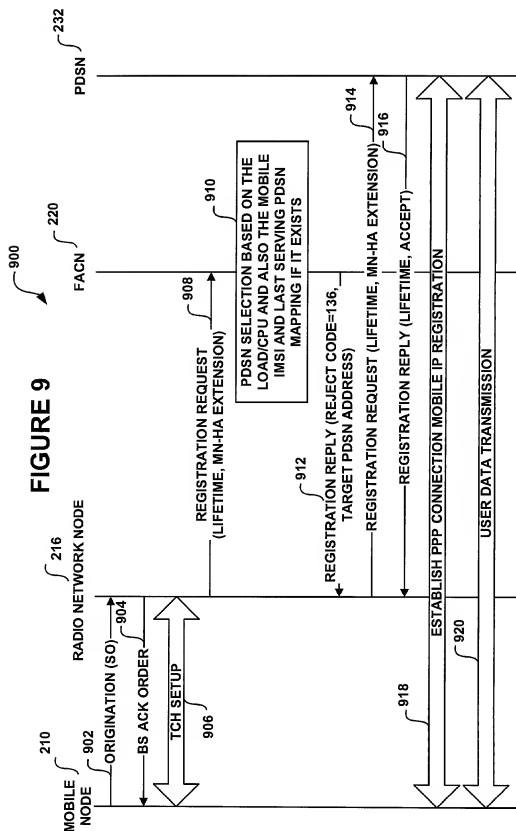 FIGURE 9
900
210
216
220
232
MOBILE
NODE
RADIO NETWORK NODE
FACN
PDSN
902
ORIGINATION (SO)
904
BS ACK ORDER
TCH SETUP
906
REGISTRATION REQUEST
(LIFETIME, MN-HA EXTENSION)
908
910
PDSN SELECTION BASED ON THE
LOAD/CPU AND ALSO THE MOBILE
IMSI AND LAST SERVING PDSN
MAPPING IF IT EXISTS
912
REGISTRATION REPLY (REJECT CODE=136,
TARGET PDSN ADDRESS)
REGISTRATION REQUEST (LIFETIME, MN-HA EXTENSION)
914
REGISTRATION REPLY (LIFETIME, ACCEPT)
916
ESTABLISH PPP CONNECTION MOBILE IP REGISTRATION
918
USER DATA TRANSMISSION
920